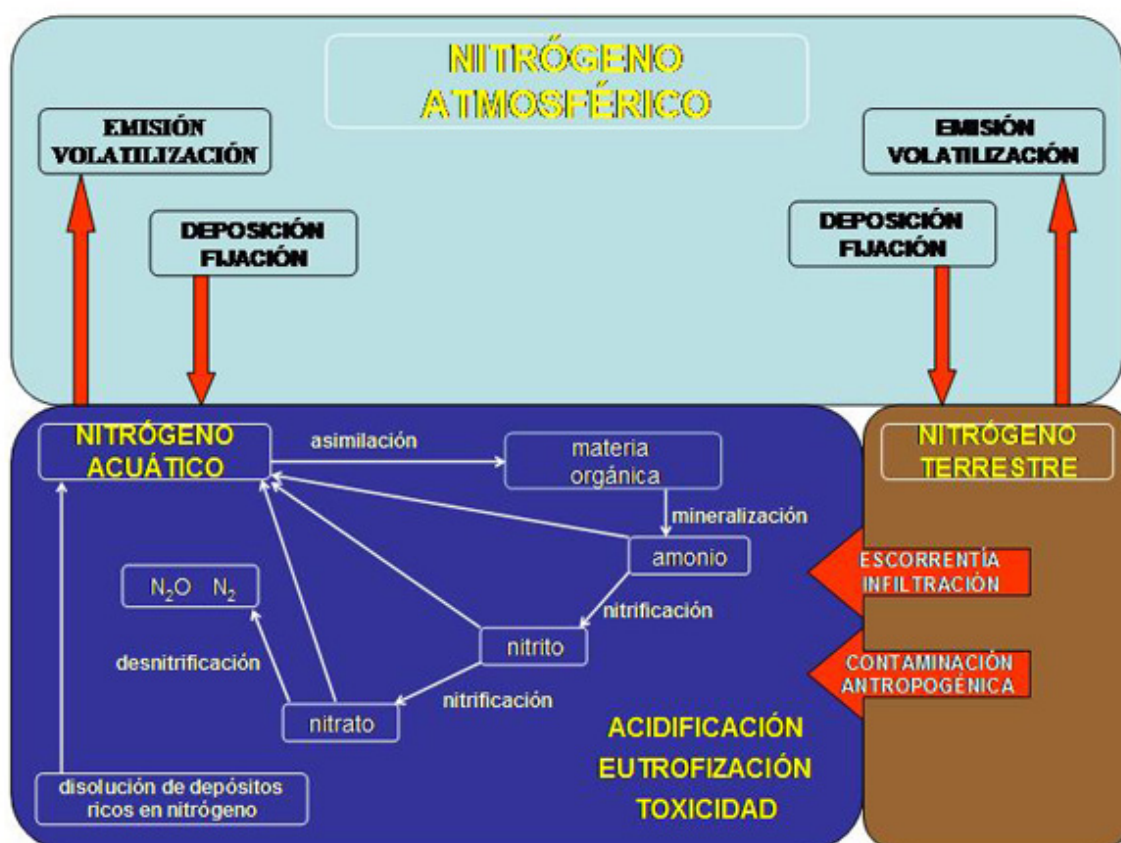 NITRÓGENO
ATMOSFÉRICO
EMISIÓN
VOLATILIZACIÓN
EMISIÓN
VOLATILIZACIÓN
DEPOSICIÓN
FIJACIÓN
DEPOSICIÓN
FIJACIÓN
NITRÓGENO
ACUÁTICO
asimilación
materia
orgánica
NITRÓGENO
TERRESTRE
mineralización
amonio
ESCORRENTÍA
INFILTRACIÓN
N₂O N₂
nitrificación
nitrito
desnitrificación
CONTAMINACIÓN
ANTROPOGÉNICA
nitrificación
nitrato
ACIDIFICACIÓN
EUTROFIZACIÓN
TOXICIDAD
disolución de depósitos
ricos en nitrógeno